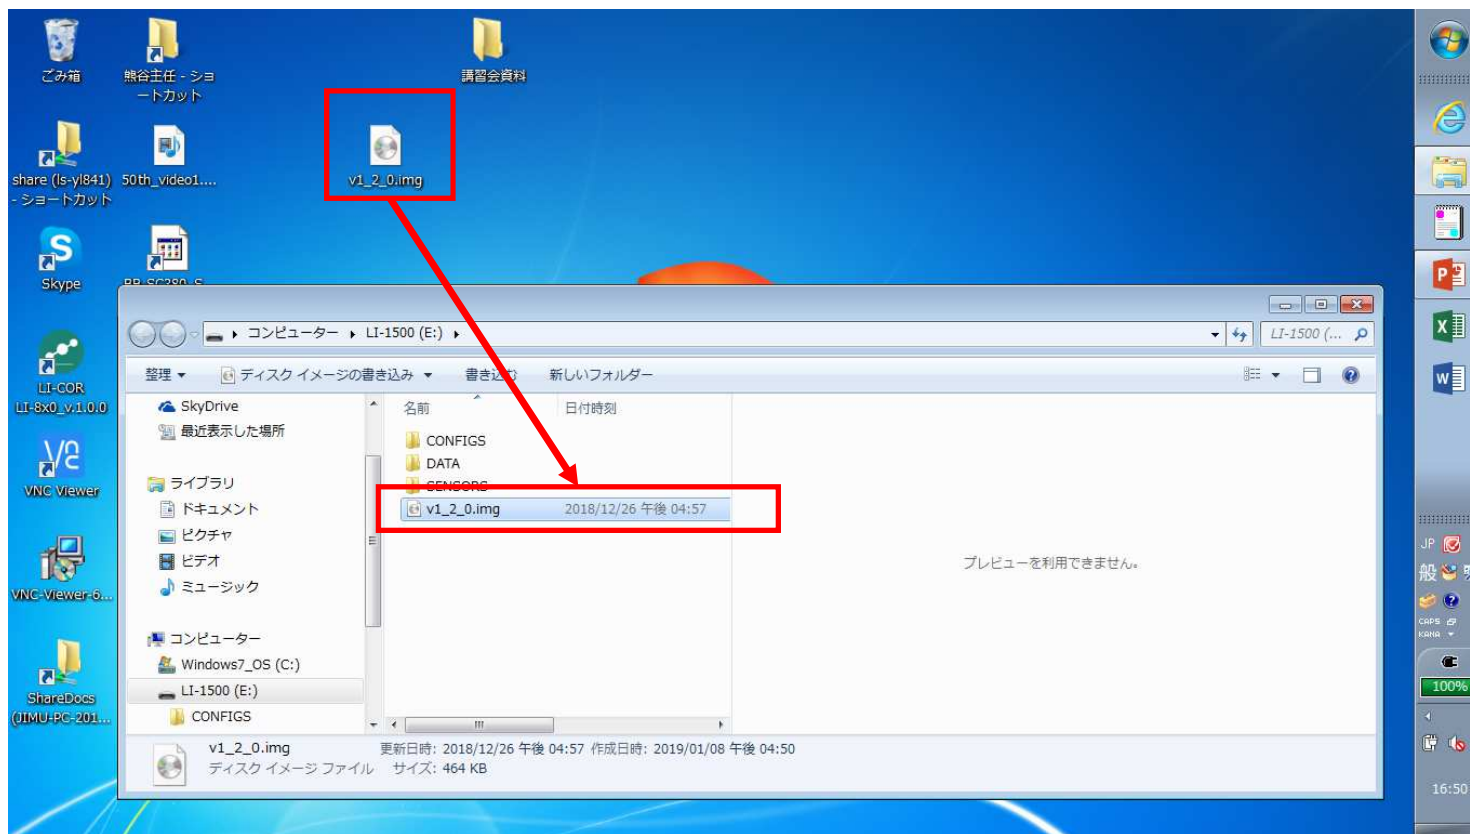 ごみ箱
熊谷主任 - ショ
ートカット
講習会資料
share (ls-yl841)
- ショートカット
50th_video1....
v1_2_0.img
Skype
LI-COR
LI-8x0_v.1.0.0
VNC Viewer
VNC-Viewer-6...
ShareDocs
(JIMU-PC-201...
コンピューター
LI-1500 (E:)
LI-1500 (...
整理
ディスク イメージの書き込み
書き込む
新しいフォルダー
SkyDrive
最近表示した場所
ライブラリ
ドキュメント
ピクチャ
ビデオ
ミュージック
コンピューター
Windows7_OS (C:)
LI-1500 (E:)
CONFIGS
名前
日付時刻
CONFIGS
DATA
SENSORS
v1_2_0.img
2018/12/26 午後 04:57
プレビューを利用できません。
v1_2_0.img
更新日時: 2018/12/26 午後 04:57
作成日時: 2019/01/08 午後 04:50
ディスク イメージ ファイル
サイズ: 464 KB
JP
般
CAPS
KANA
100%
16:50